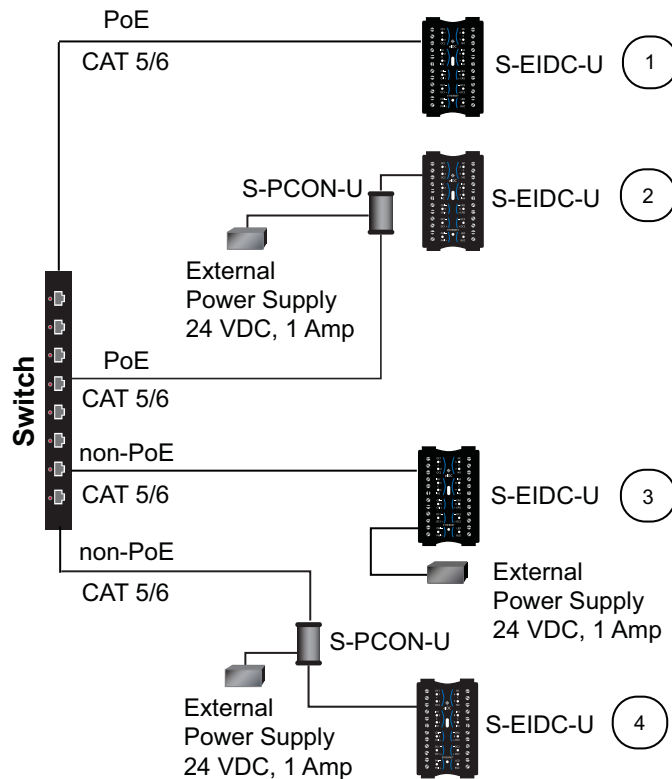 PoE
CAT 5/6
S-EIDC-U
1
S-PCON-U
S-EIDC-U
2
External
Power Supply
24 VDC, 1 Amp
Switch
PoE
CAT 5/6
non-PoE
CAT 5/6
S-EIDC-U
3
non-PoE
CAT 5/6
External
Power Supply
24 VDC, 1 Amp
S-PCON-U
External
Power Supply
24 VDC, 1 Amp
S-EIDC-U
4